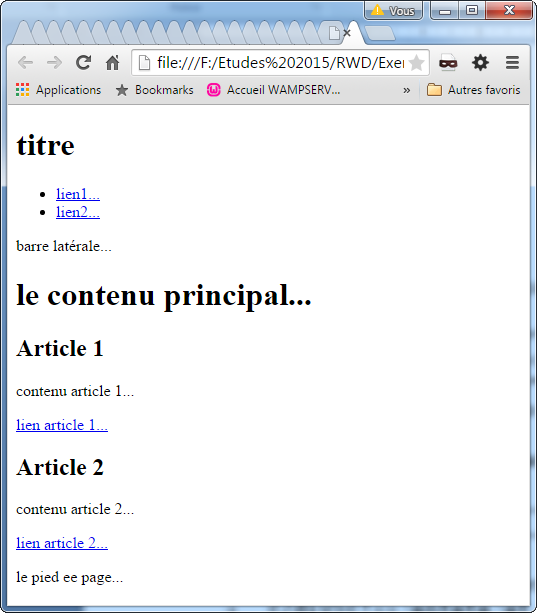 Vous
file:///F:/Etudes%202015/RWD/Exer
Applications Bookmarks Accueil WAMPSERV... » Autres favoris
titre
lien1...
lien2...
barre latérale...
le contenu principal...
Article 1
contenu article 1...
lien article 1...
Article 2
contenu article 2...
lien article 2...
le pied ee page...